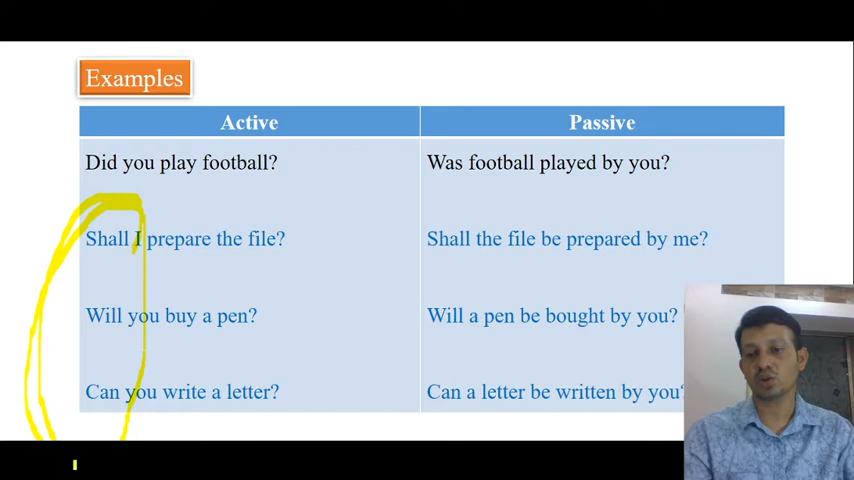 Examples
Active Passive
Did you play football? Was football played by you?
Shall I prepare the file? Shall the file be prepared by me?
Will you buy a pen? Will a pen be bought by you?
Can you write a letter? Can a letter be written by you?